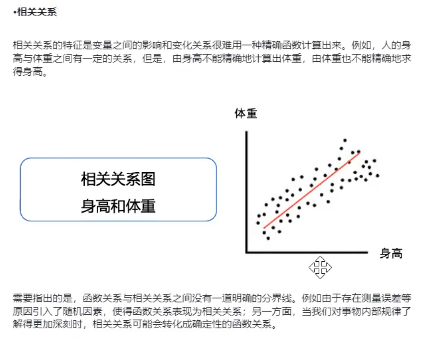 •相关关系
相关关系的特征是变量之间的影响和变化关系很难用一种精确函数计算出来。例如，人的身
高与体重之间有一定的关系，但是，由身高不能精确地计算出体重，由体重也不能精确地求
得身高。
体重
相关关系图
身高和体重
身高
需要指出的是，函数关系与相关关系之间没有一道明确的分界线。例如由于存在测量误差等
原因引入了随机因素，使得函数关系表现为相关关系；另一方面，当我们对事物内部规律了
解得更加深刻时，相关关系可能会转化成确定性的函数关系。